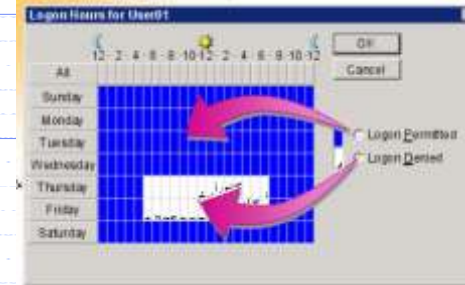 Logon Hours for User01
12 2 4 6 8 10 12 2 4 6 8 10 12
OK
Cancel
All
Sunday
Monday
Tuesday
Wednesday
Thursday
Friday
Saturday
Logon Permitted
Logon Denied